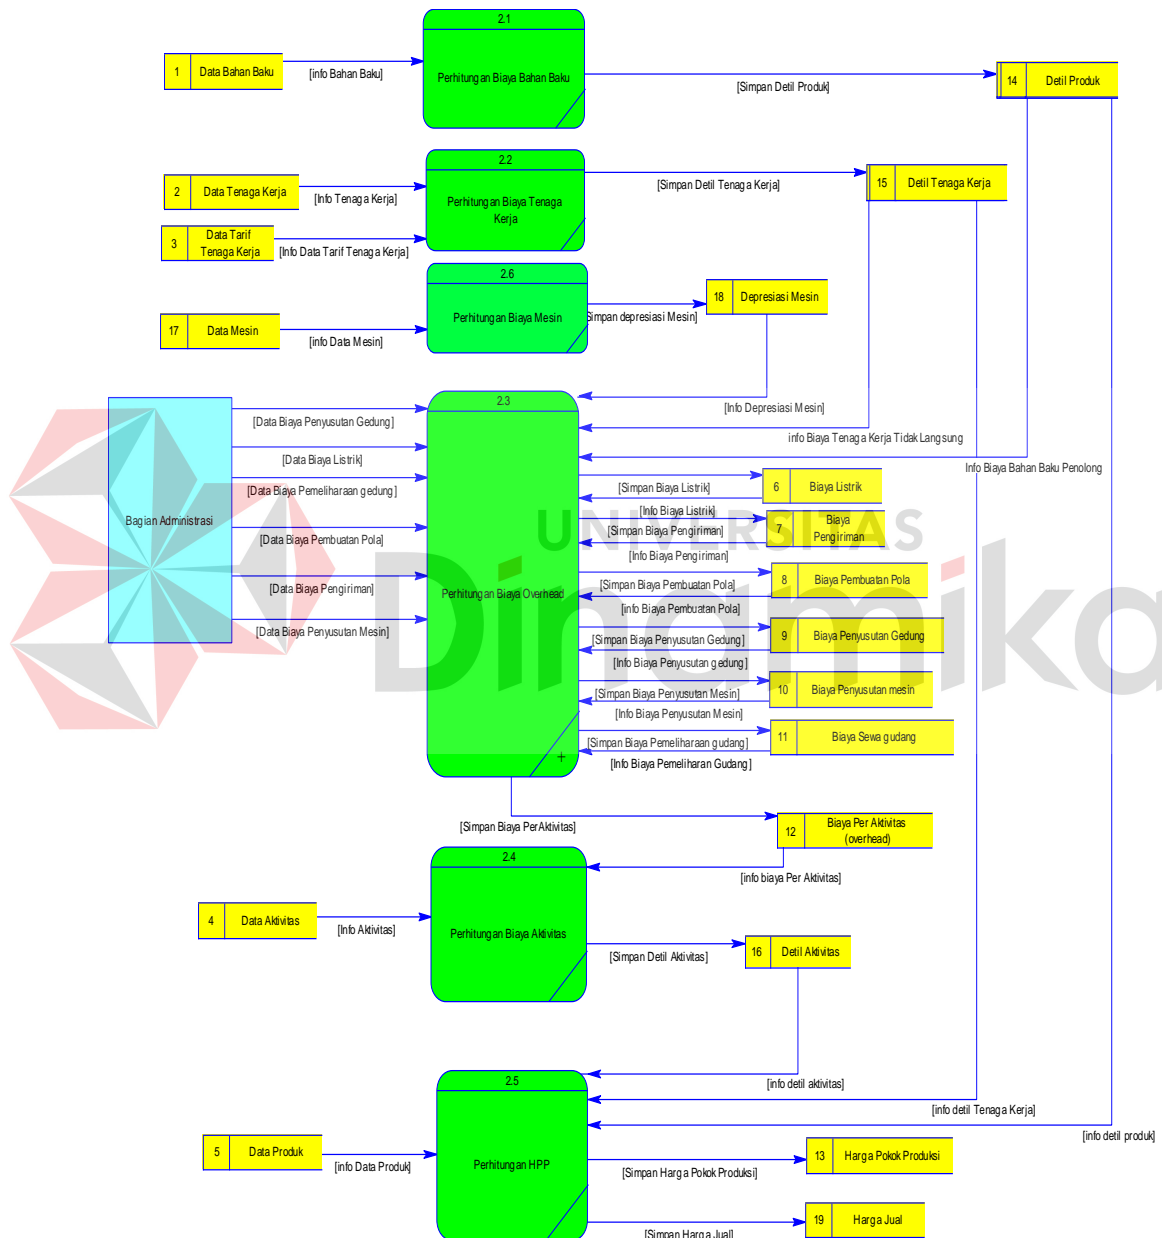 2.1
1 Data Bahan Baku
[info Bahan Baku]
Perhitungan Biaya Bahan Baku
[Simpan Detil Produk]
14 Detil Produk
2.2
2 Data Tenaga Kerja
[Info Tenaga Kerja]
Perhitungan Biaya Tenaga
Kerja
[Simpan Detil Tenaga Kerja]
15 Detil Tenaga Kerja
3 Data Tarif
Tenaga Kerja
[Info Data Tarif Tenaga Kerja]
2.6
17 Data Mesin
[info Data Mesin]
Perhitungan Biaya Mesin
Simpan depresiasi Mesin]
18 Depresiasi Mesin
2.3
[Info Depresiasi Mesin]
info Biaya Tenaga Kerja Tidak Langsung
Info Biaya Bahan Baku Penolong
Bagian Administrasi
[Data Biaya Penyusutan Gedung]
[Data Biaya Listrik]
[Data Biaya Pemeliharaan gedung]
[Data Biaya Pembuatan Pola]
[Data Biaya Pengiriman]
[Data Biaya Penyusutan Mesin]
Perhitungan Biaya Overhead
[Simpan Biaya Listrik]
6 Biaya Listrik
[Info Biaya Listrik]
[Simpan Biaya Pengiriman]
7 Biaya
Pengiriman
[Info Biaya Pengiriman]
[Simpan Biaya Pembuatan Pola]
8 Biaya Pembuatan Pola
[info Biaya Pembuatan Pola]
[Simpan Biaya Penyusutan Gedung]
9 Biaya Penyusutan Gedung
[Info Biaya Penyusutan gedung]
[Simpan Biaya Penyusutan Mesin]
10 Biaya Penyusutan mesin
[Info Biaya Penyusutan Mesin]
[Simpan Biaya Pemeliharaan gudang]
11 Biaya Sewa gudang
[Info Biaya Pemeliharan Gudang]
+
UNIVERSITAS
Dinamika
[Simpan Biaya PerAktivitas]
12 Biaya Per Aktivitas
(overhead)
2.4
[info biaya Per Aktivitas]
4 Data Aktivitas
[Info Aktivitas]
Perhitungan Biaya Aktivitas
[Simpan Detil Aktivitas]
16 Detil Aktivitas
2.5
[info detil aktivitas]
[info detil Tenaga Kerja]
[info detil produk]
5 Data Produk
[info Data Produk]
Perhitungan HPP
[Simpan Harga Pokok Produksi]
13 Harga Pokok Produksi
[Simpan Harga Jual]
19 Harga Jual